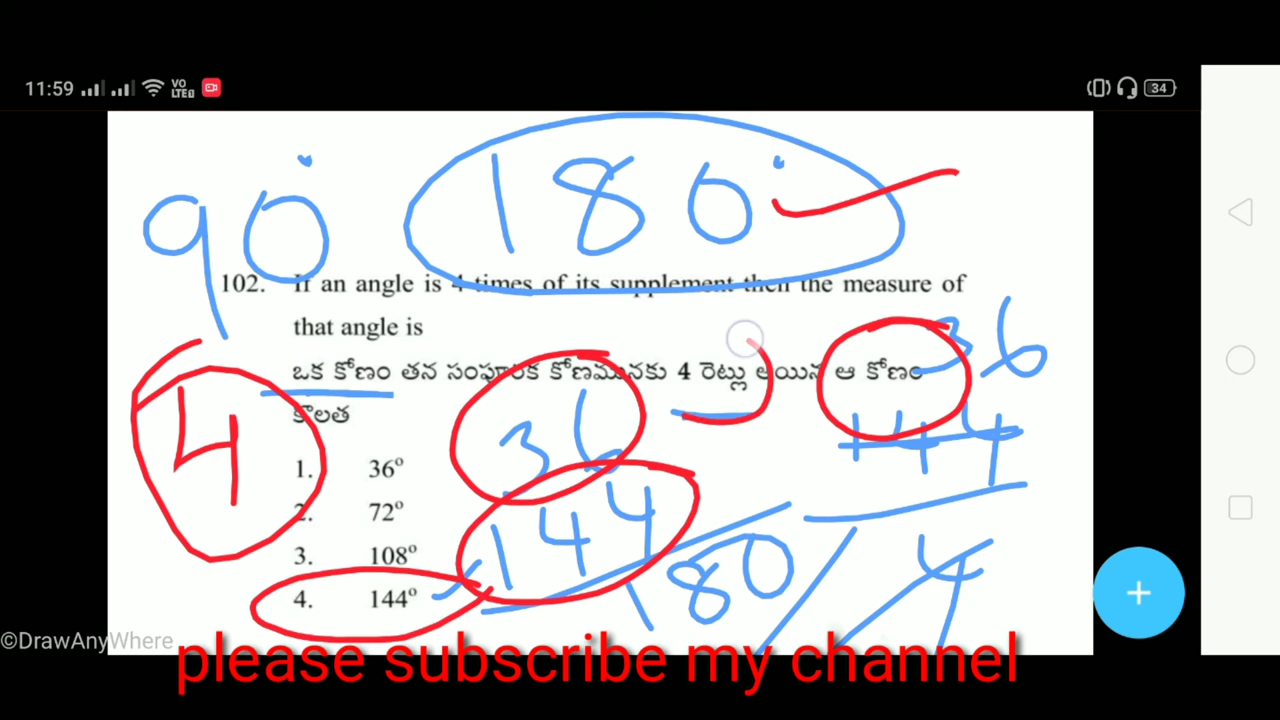 11:59 VO LTE 34
90° 180°
102. If an angle is 4 times of its supplement then the measure of
that angle is
ఒక కోణం తన సంపూరక కోణమునకు 4 రెట్లు అయిన ఆ కోణం
కొలత
36
144
4
36
144
180
4
1. 36°
2. 72°
3. 108°
4. 144°
©DrawAnyWhere
please subscribe my channel